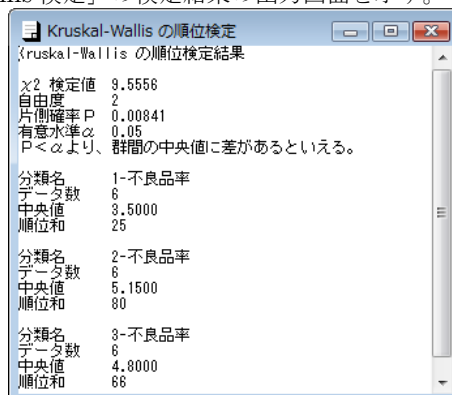 Kruskal-Wallis の順位検定
Kruskal-Wallis の順位検定結果
χ2 検定値 9.5556
自由度 2
片側確率P 0.00841
有意水準α 0.05
P<αより、群間の中央値に差があるといえる。
分類名 1-不良品率
データ数 6
中央値 3.5000
順位和 25
分類名 2-不良品率
データ数 6
中央値 5.1500
順位和 80
分類名 3-不良品率
データ数 6
中央値 4.8000
順位和 66